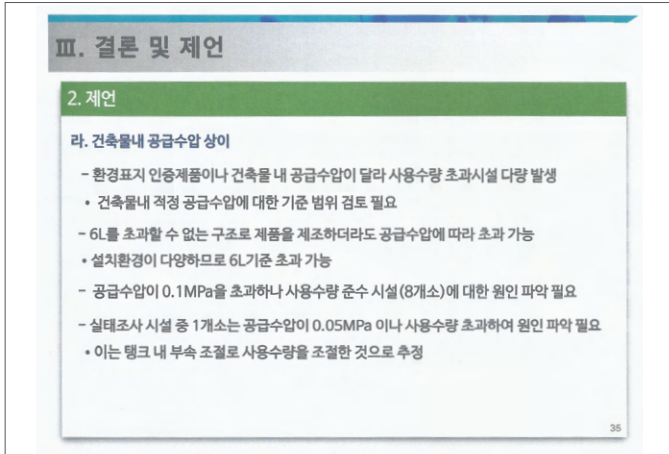 Ⅲ. 결론 및 제언
2. 제언
라. 건축물내 공급수압 상이
- 환경표지 인증제품이나 건축물 내 공급수압이 달라 사용수량 초과시설 다량 발생
• 건축물내 적정 공급수압에 대한 기준 범위 검토 필요
- 6L를 초과할 수 없는 구조로 제품을 제조하더라도 공급수압에 따라 초과 가능
• 설치환경이 다양하므로 6L기준 초과 가능
- 공급수압이 0.1MPa을 초과하나 사용수량 준수 시설(8개소)에 대한 원인 파악 필요
- 실태조사 시설 중 1개소는 공급수압이 0.05MPa 이나 사용수량 초과하여 원인 파악 필요
• 이는 탱크 내 부속 조절로 사용수량을 조절한 것으로 추정
35